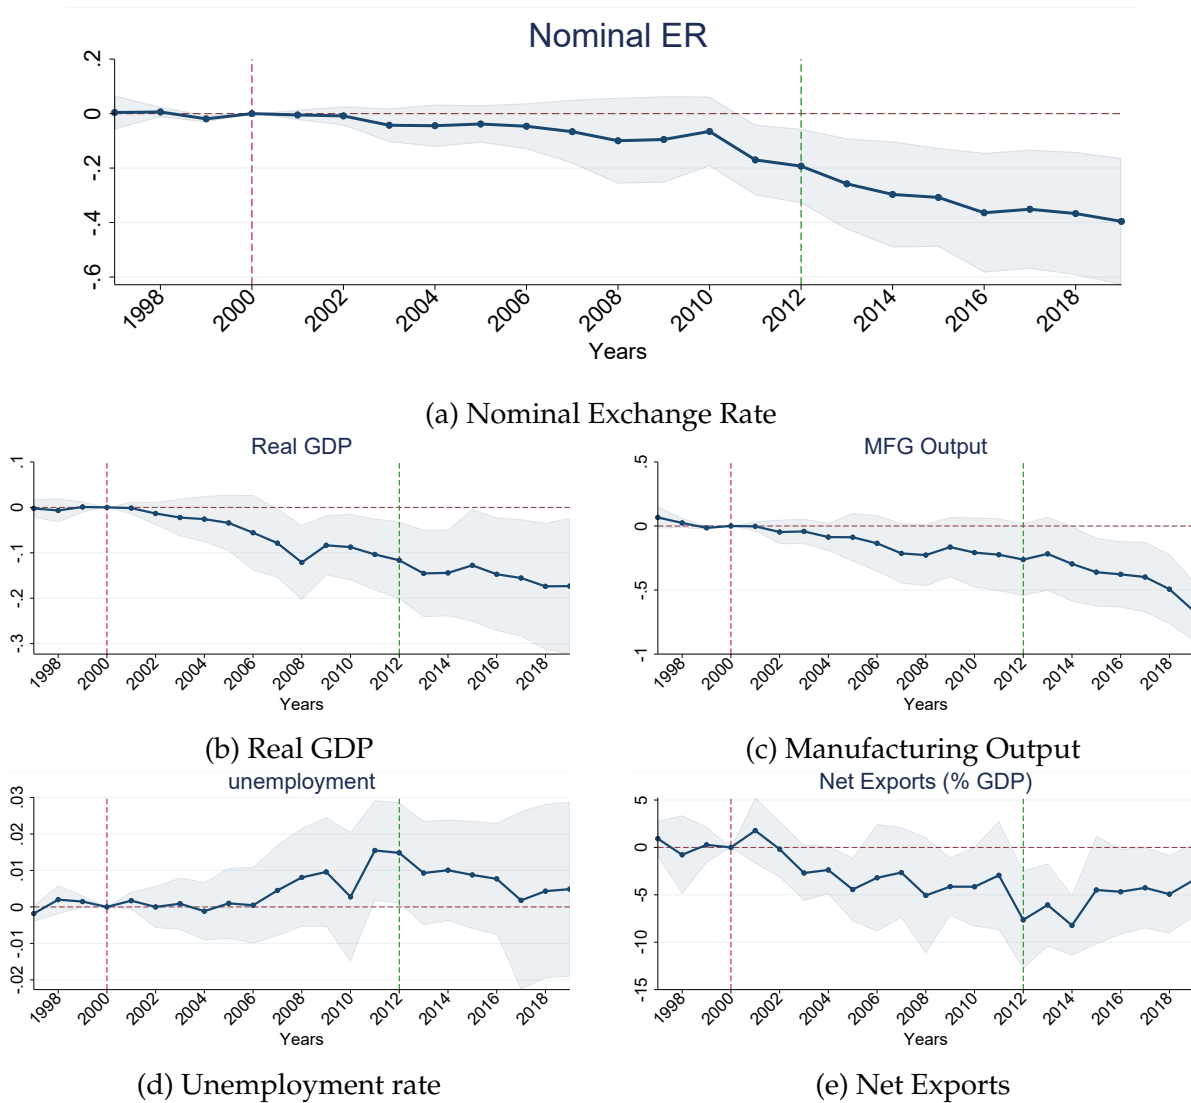 Nominal ER
.2
0
-.2
-.4
-.6
1998 2000 2002 2004 2006 2008 2010 2012 2014 2016 2018
Years
(a) Nominal Exchange Rate
Real GDP
.1
0
-.1
-.2
-.3
1998 2000 2002 2004 2006 2008 2010 2012 2014 2016 2018
Years
(b) Real GDP
MFG Output
.5
0
-.5
-1
1998 2000 2002 2004 2006 2008 2010 2012 2014 2016 2018
Years
(c) Manufacturing Output
unemployment
.03
.02
.01
0
-.01
-.02
1998 2000 2002 2004 2006 2008 2010 2012 2014 2016 2018
Years
(d) Unemployment rate
Net Exports (% GDP)
5
0
-5
-10
-15
1998 2000 2002 2004 2006 2008 2010 2012 2014 2016 2018
Years
(e) Net Exports